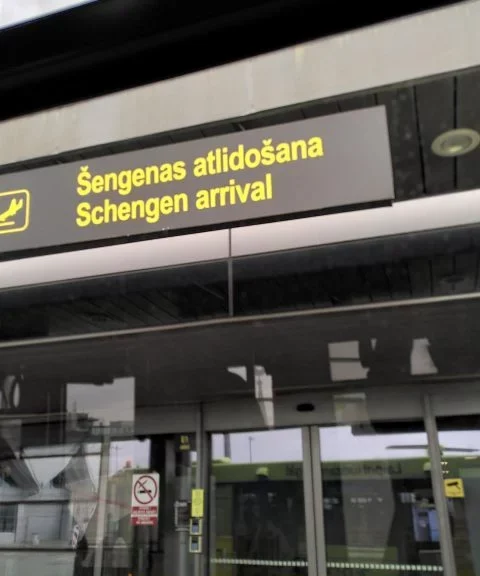 Šengenas atlidošana
Schengen arrival